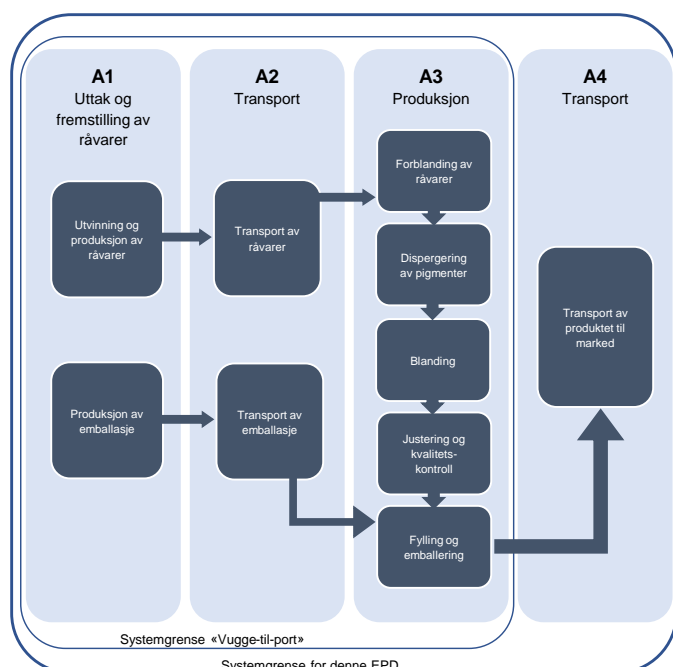 A1
Uttak og
fremstilling av
råvarer
A2
Transport
A3
Produksjon
A4
Transport
Utvinning og
produksjon av
råvarer
Transport av
råvarer
Forblanding av
råvarer
Dispergering
av pigmenter
Blanding
Justering og
kvalitets-
kontroll
Fylling og
emballering
Produksjon av
emballasje
Transport av
emballasje
Transport av
produktet til
marked
Systemgrense «Vugge-til-port»
Systemgrense for denne EPD